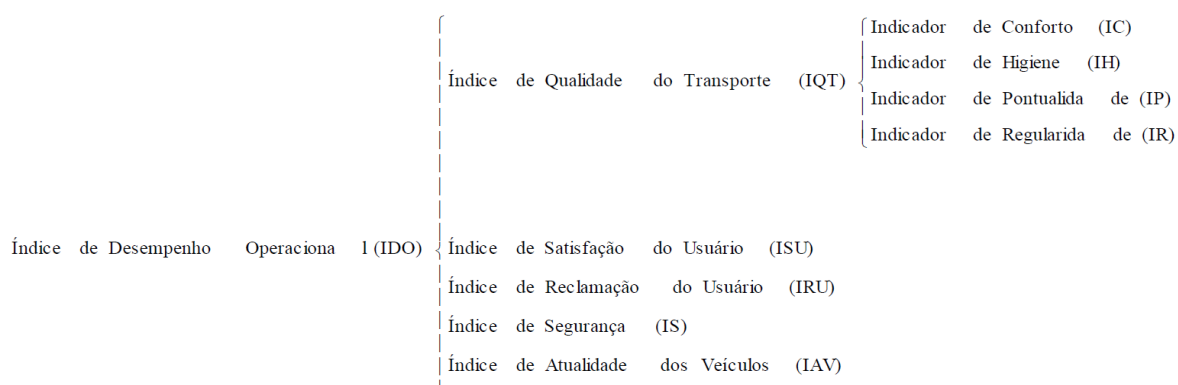 Indicador de Conforto (IC)
Índice de Qualidade do Transporte (IQT)
Indicador de Higiene (IH)
Indicador de Pontualida de (IP)
Indicador de Regularida de (IR)
Índice de Desempenho Operaciona l (IDO)
Índice de Satisfação do Usuário (ISU)
Índice de Reclamação do Usuário (IRU)
Índice de Segurança (IS)
Índice de Atualidade dos Veículos (IAV)